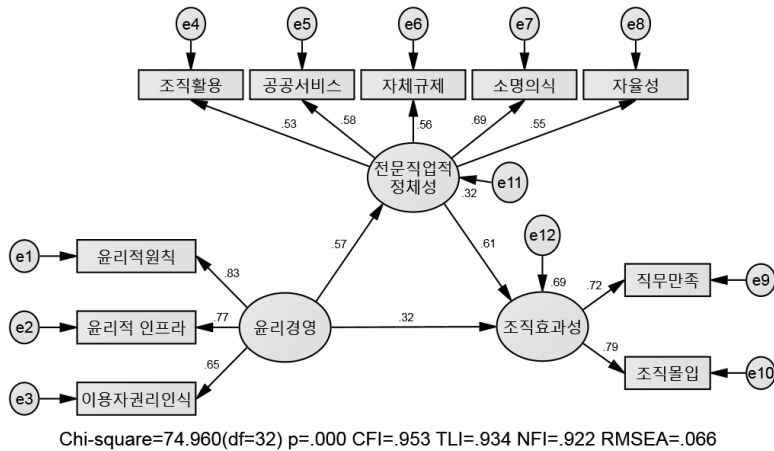 e4 e5 e6 e7 e8
조직활용 공공서비스 자체규제 소명의식 자율성
.53 .58 .56 .69 .55
전문직업적
정체성
.32
e11
.57 .61
e12
.69
e1 윤리적원칙 .83
e2 윤리적 인프라 .77
e3 이용자권리인식 .65
윤리경영 .32 조직효과성
.72 직무만족 e9
.79 조직몰입 e10
Chi-square=74.960(df=32) p=.000 CFI=.953 TLI=.934 NFI=.922 RMSEA=.066